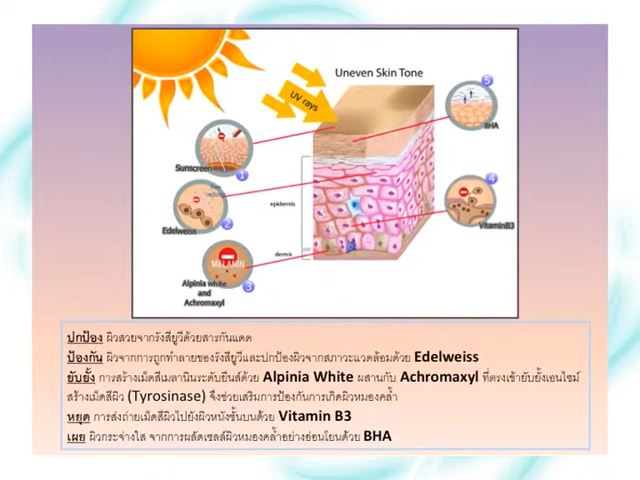 Uneven Skin Tone
UV rays
5
BHA
Sunscreen
1
4
epidermis
Edelweiss
2
VitaminB3
MELANIN
dermis
3
Alpinia white
and
Achromaxyl
ปกป้อง ผิวสวยจากรังสียูวีด้วยสารกันแดด
ป้องกัน ผิวจากการถูกทำลายของรังสียูวีและปกป้องผิวจากสภาวะแวดล้อมด้วย Edelweiss
ยับยั้ง การสร้างเม็ดสีเมลานินระดับยีนส์ด้วย Alpinia White ผสานกับ Achromaxyl ที่ตรงเข้ายับยั้งเอนไซม์
สร้างเม็ดสีผิว (Tyrosinase) จึงช่วยเสริมการป้องกันการเกิดผิวหมองคล้ำ
หยุด การส่งถ่ายเม็ดสีไปยังผิวหนังชั้นบนด้วย Vitamin B3
เผย ผิวกระจ่างใส จากการผลัดเซลล์ผิวหมองคล้ำอย่างอ่อนโยนด้วย BHA